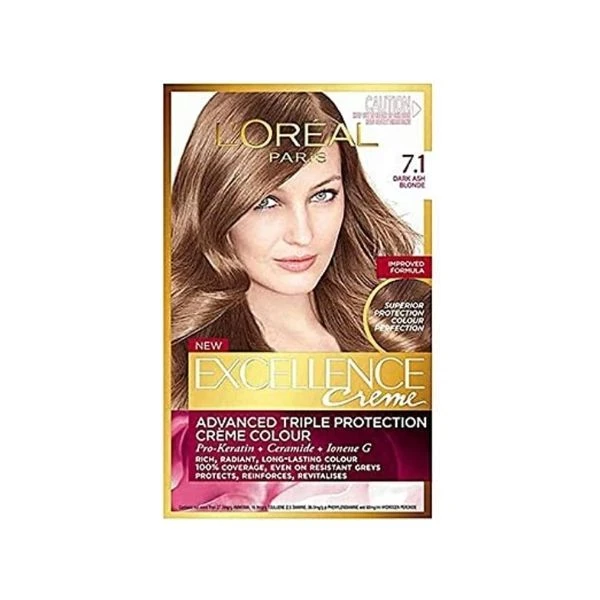 CAUTION
L'ORÉAL
PARIS
7.1
DARK ASH
BLONDE
IMPROVED
FORMULA
SUPERIOR
PROTECTION
COLOUR
PERFECTION
NEW
EXCELLENCE
Crème
ADVANCED TRIPLE PROTECTION
CRÈME COLOUR
Pro-Keratin + Ceramide + Ionene G
RICH, RADIANT, LONG-LASTING COLOUR
100% COVERAGE, EVEN ON RESISTANT GREYS
PROTECTS, REINFORCES, REVITALISES